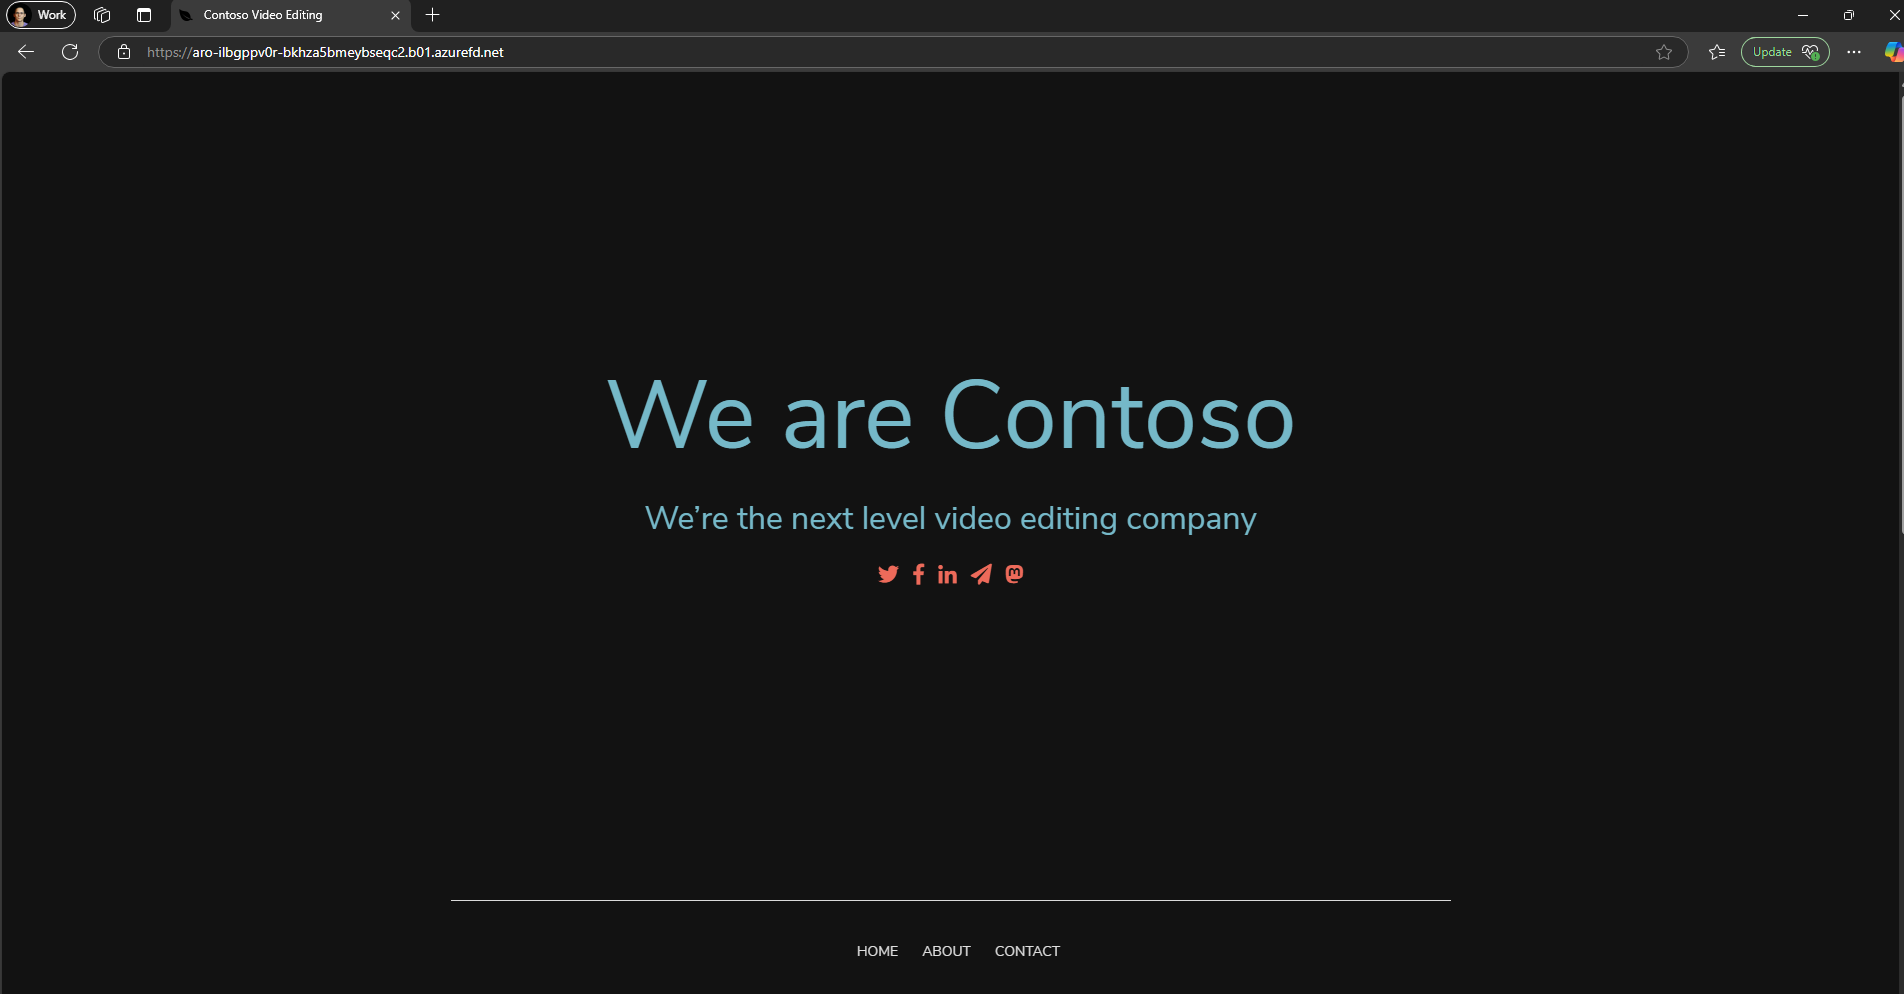 Work
Contoso Video Editing
https://aro-ilbgppv0r-bkhza5bmeybseqc2.b01.azurefd.net
Update
We are Contoso
We’re the next level video editing company
HOME ABOUT CONTACT